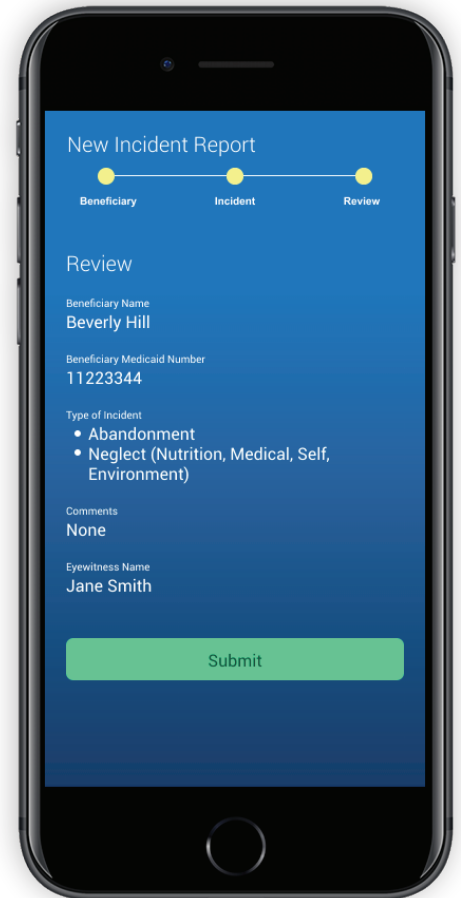 New Incident Report
Beneficiary Incident Review
Review
Beneficiary Name
Beverly Hill
Beneficiary Medicaid Number
11223344
Type of Incident
• Abandonment
• Neglect (Nutrition, Medical, Self,
Environment)
Comments
None
Eyewitness Name
Jane Smith
Submit